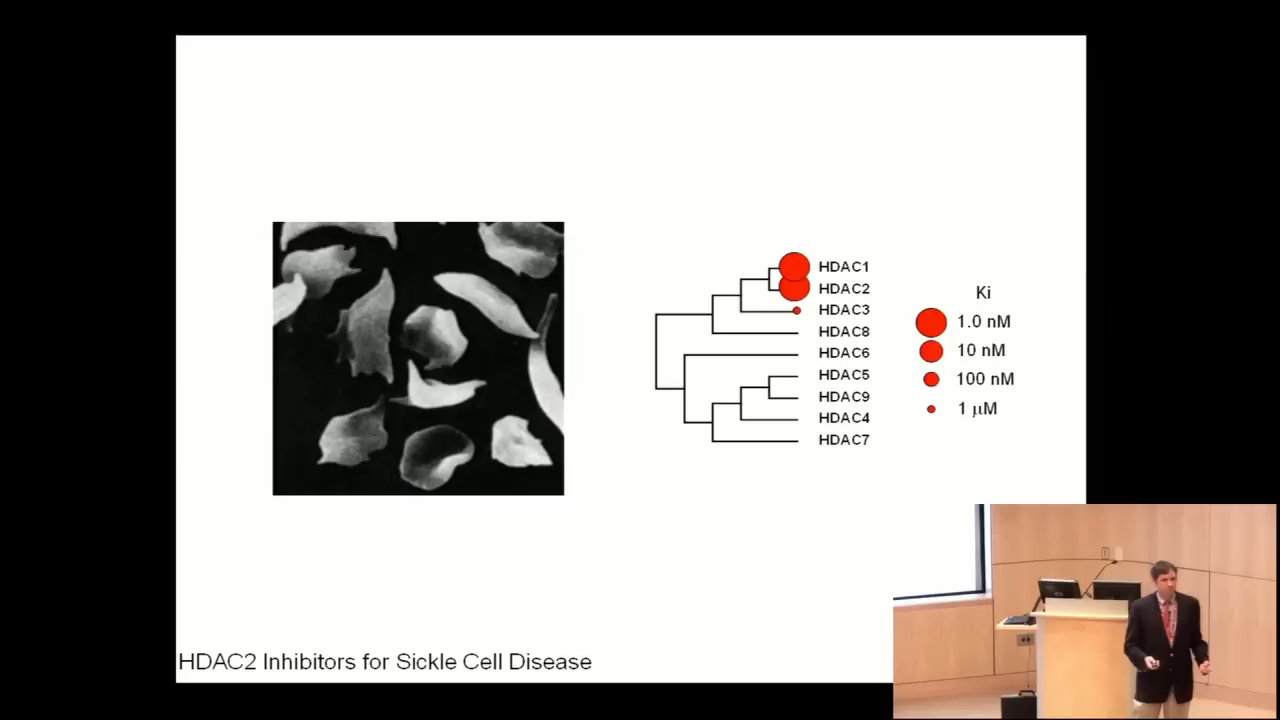 HDAC1
HDAC2
HDAC3
HDAC8
HDAC6
HDAC5
HDAC9
HDAC4
HDAC7
Ki
1.0 nM
10 nM
100 nM
1 μM
HDAC2 Inhibitors for Sickle Cell Disease